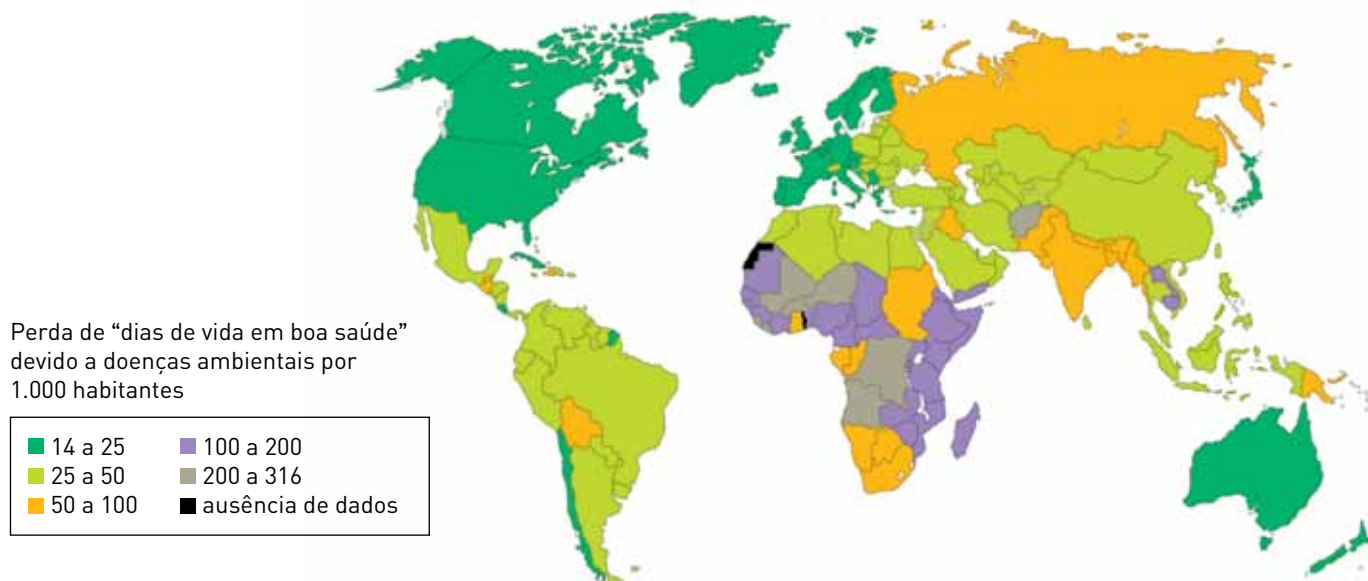 Perda de “dias de vida em boa saúde”
devido a doenças ambientais por
1.000 habitantes
14 a 25
100 a 200
25 a 50
200 a 316
50 a 100
ausência de dados